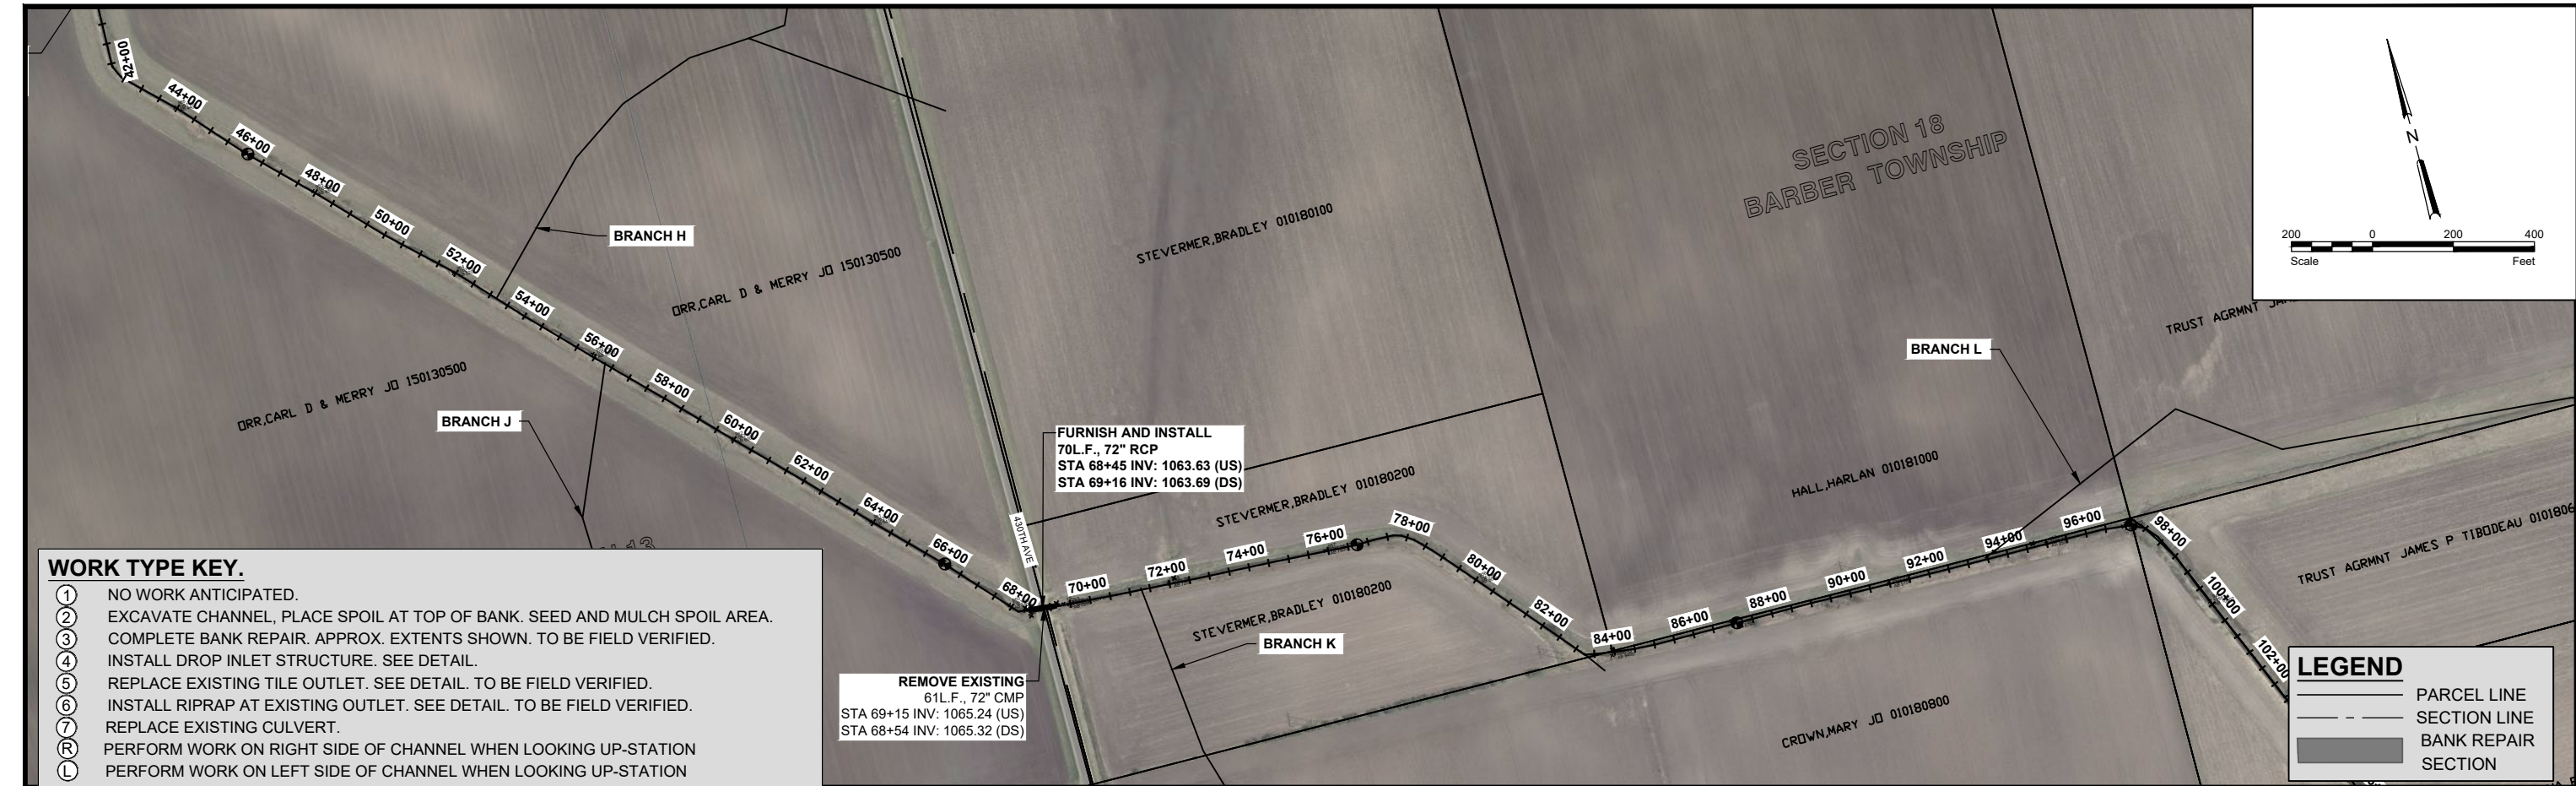 42+00
44+00
46+00
48+00
50+00
52+00
54+00
56+00
58+00
60+00
62+00
64+00
66+00
68+00
70+00
72+00
74+00
76+00
78+00
80+00
82+00
84+00
86+00
88+00
90+00
92+00
94+00
96+00
98+00
100+00
102+00
BRANCH H
ORR,CARL D & MERRY JO 150130500
ORR,CARL D & MERRY JO 150130500
BRANCH J
430TH AVE
STEVERMER,BRADLEY 010180100
FURNISH AND INSTALL
70L.F., 72" RCP
STA 68+45 INV: 1063.63 (US)
STA 69+16 INV: 1063.69 (DS)
STEVERMER,BRADLEY 010180200
STEVERMER,BRADLEY 010180200
BRANCH K
REMOVE EXISTING
61L.F., 72" CMP
STA 69+15 INV: 1065.24 (US)
STA 68+54 INV: 1065.32 (DS)
SECTION 18
BARBER TOWNSHIP
BRANCH L
HALL,HARLAN 010181000
CROWN,MARY JO 010180800
TRUST AGRMNT
TRUST AGRMNT JAMES P TIBODEAU 0101806
N
200 0 200 400
Scale Feet
13
WORK TYPE KEY.
1 NO WORK ANTICIPATED.
2 EXCAVATE CHANNEL, PLACE SPOIL AT TOP OF BANK. SEED AND MULCH SPOIL AREA.
3 COMPLETE BANK REPAIR. APPROX. EXTENTS SHOWN. TO BE FIELD VERIFIED.
4 INSTALL DROP INLET STRUCTURE. SEE DETAIL.
5 REPLACE EXISTING TILE OUTLET. SEE DETAIL. TO BE FIELD VERIFIED.
6 INSTALL RIPRAP AT EXISTING OUTLET. SEE DETAIL. TO BE FIELD VERIFIED.
7 REPLACE EXISTING CULVERT.
R PERFORM WORK ON RIGHT SIDE OF CHANNEL WHEN LOOKING UP-STATION
L PERFORM WORK ON LEFT SIDE OF CHANNEL WHEN LOOKING UP-STATION
LEGEND
PARCEL LINE
SECTION LINE
BANK REPAIR
SECTION